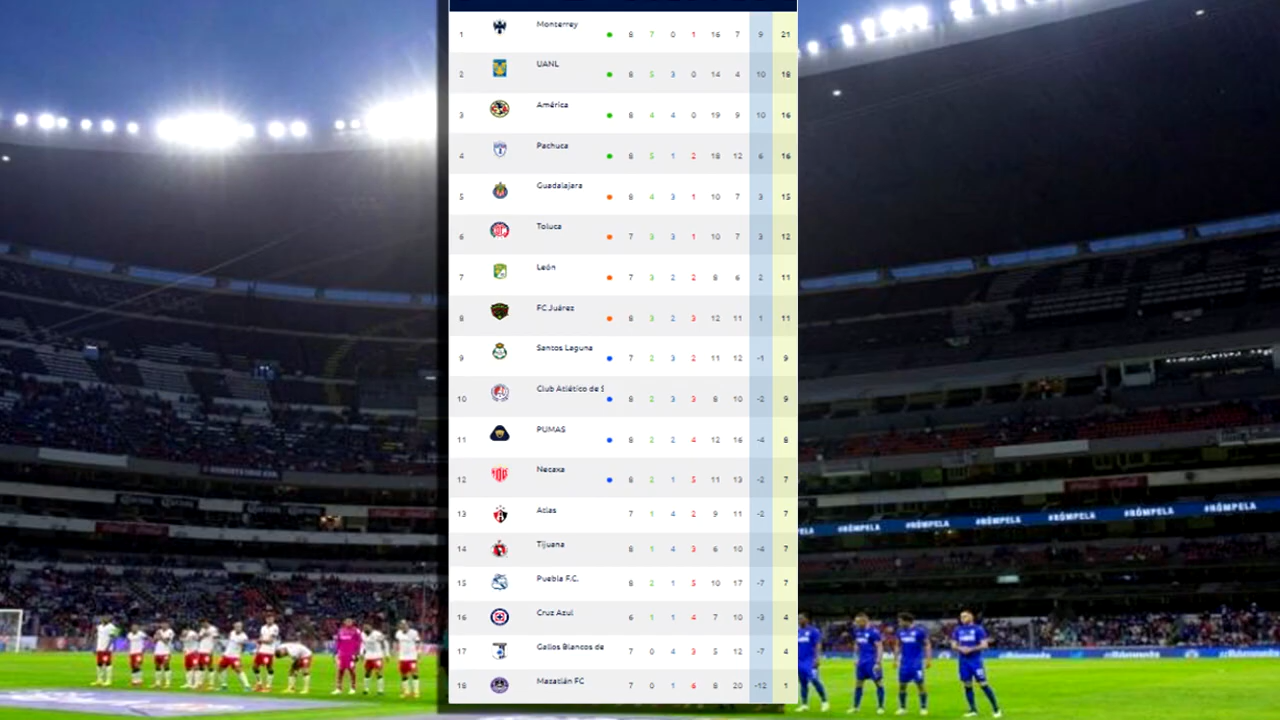 1 Monterrey 8 7 0 1 16 7 9 21
2 UANL 8 5 3 0 14 4 10 18
3 América 8 4 4 0 19 9 10 16
4 Pachuca 8 5 1 2 18 12 6 16
5 Guadalajara 8 4 3 1 10 7 3 15
6 Toluca 7 3 3 1 10 7 3 12
7 León 7 3 2 2 8 6 2 11
8 FC Juárez 8 3 2 3 12 11 1 11
9 Santos Laguna 7 2 3 2 11 12 -1 9
10 Club Atlético de S 8 2 3 3 8 10 -2 9
11 PUMAS 8 2 2 4 12 16 -4 8
12 Necaxa 8 2 1 5 11 13 -2 7
13 Atlas 7 1 4 2 9 11 -2 7
14 Tijuana 8 1 4 3 6 10 -4 7
15 Puebla F.C. 8 2 1 5 10 17 -7 7
16 Cruz Azul 6 1 1 4 7 10 -3 4
17 Gallos Blancos de 7 0 4 3 5 12 -7 4
18 Mazatlán FC 7 0 1 6 8 20 -12 1
#RÓMPELA #RÓMPELA #RÓMPELA #RÓMPELA #RÓMPELA